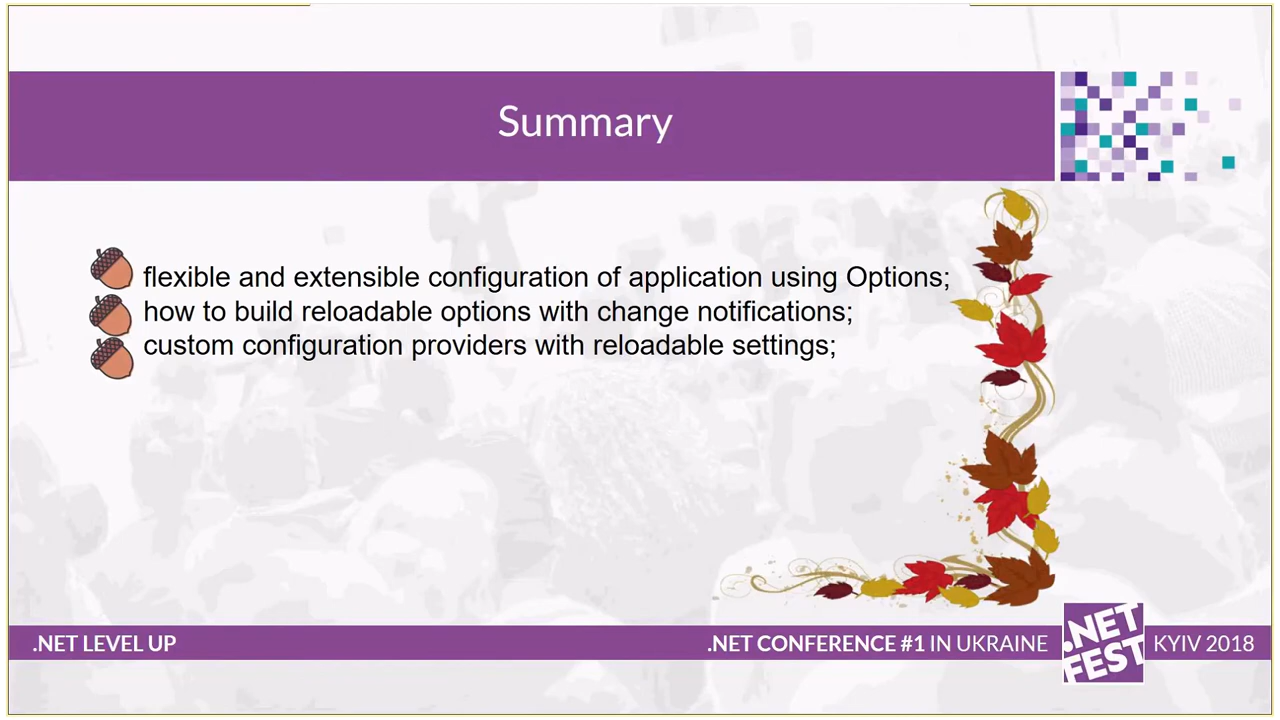 Summary
flexible and extensible configuration of application using Options;
how to build reloadable options with change notifications;
custom configuration providers with reloadable settings;
.NET LEVEL UP
.NET CONFERENCE #1 IN UKRAINE
.NET
FEST
KYIV 2018